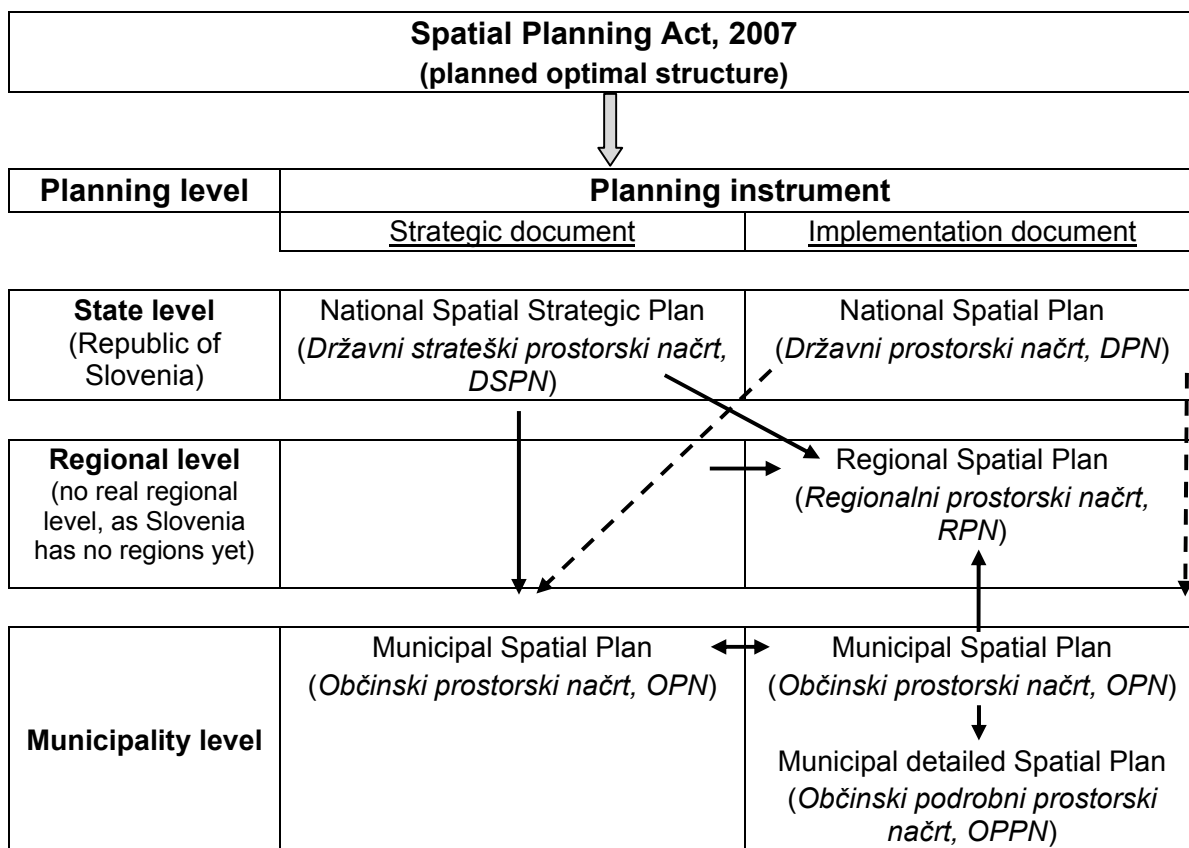 Spatial Planning Act, 2007
(planned optimal structure)
Planning level
Planning instrument
Strategic document
Implementation document
State level
(Republic of
Slovenia)
National Spatial Strategic Plan
(Državni strateški prostorski načrt,
DSPN)
National Spatial Plan
(Državni prostorski načrt, DPN)
Regional level
(no real regional
level, as Slovenia
has no regions yet)
Regional Spatial Plan
(Regionalni prostorski načrt,
RPN)
Municipality level
Municipal Spatial Plan
(Občinski prostorski načrt, OPN)
Municipal Spatial Plan
(Občinski prostorski načrt, OPN)
Municipal detailed Spatial Plan
(Občinski podrobni prostorski
načrt, OPPN)